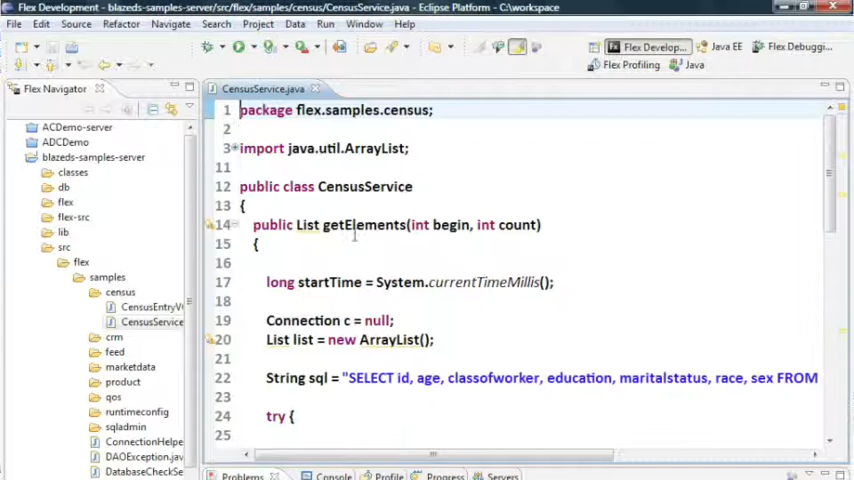 Flex Development - blazeds-samples-server/src/flex/samples/census/CensusService.java - Eclipse Platform - C:\workspace
File Edit Source Refactor Navigate Search Project Data Run Window Help
Flex Develop... Java EE Flex Debuggi...
Flex Profiling Java
Flex Navigator
ACDemo-server
ADCDemo
blazeds-samples-server
classes
db
flex
flex-src
lib
src
flex
samples
census
CensusEntryV
CensusService
crm
feed
marketdata
product
qos
runtimeconfig
sqladmin
ConnectionHelpe
DAOException.jav
DatabaseCheckSe
CensusService.java
1 package flex.samples.census;
2
3 import java.util.ArrayList;
11
12 public class CensusService
13 {
14 public List getElements(int begin, int count)
15 {
16
17 long startTime = System.currentTimeMillis();
18
19 Connection c = null;
20 List list = new ArrayList();
21
22 String sql = "SELECT id, age, classofworker, education, maritalstatus, race, sex FROM
23
24 try {
25
Problems Console Profile Progress Servers